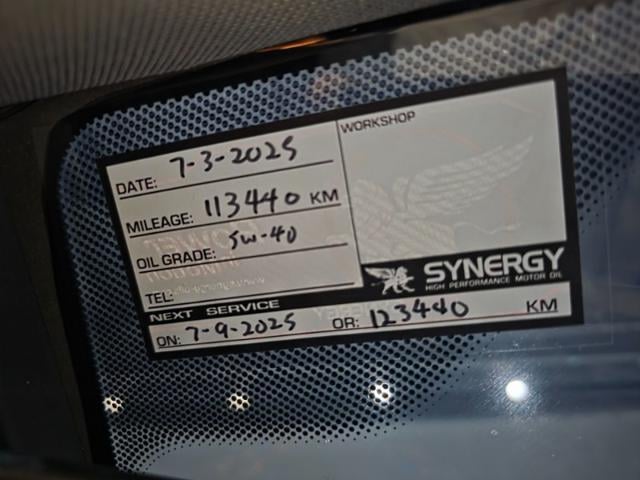 DATE: 7-3-2025
WORKSHOP
MILEAGE: 113440 KM
OIL GRADE: 5W-40
TEL:
SYNERGY
HIGH PERFORMANCE MOTOR OIL
NEXT SERVICE
ON: 7-9-2025 OR: 123440 KM